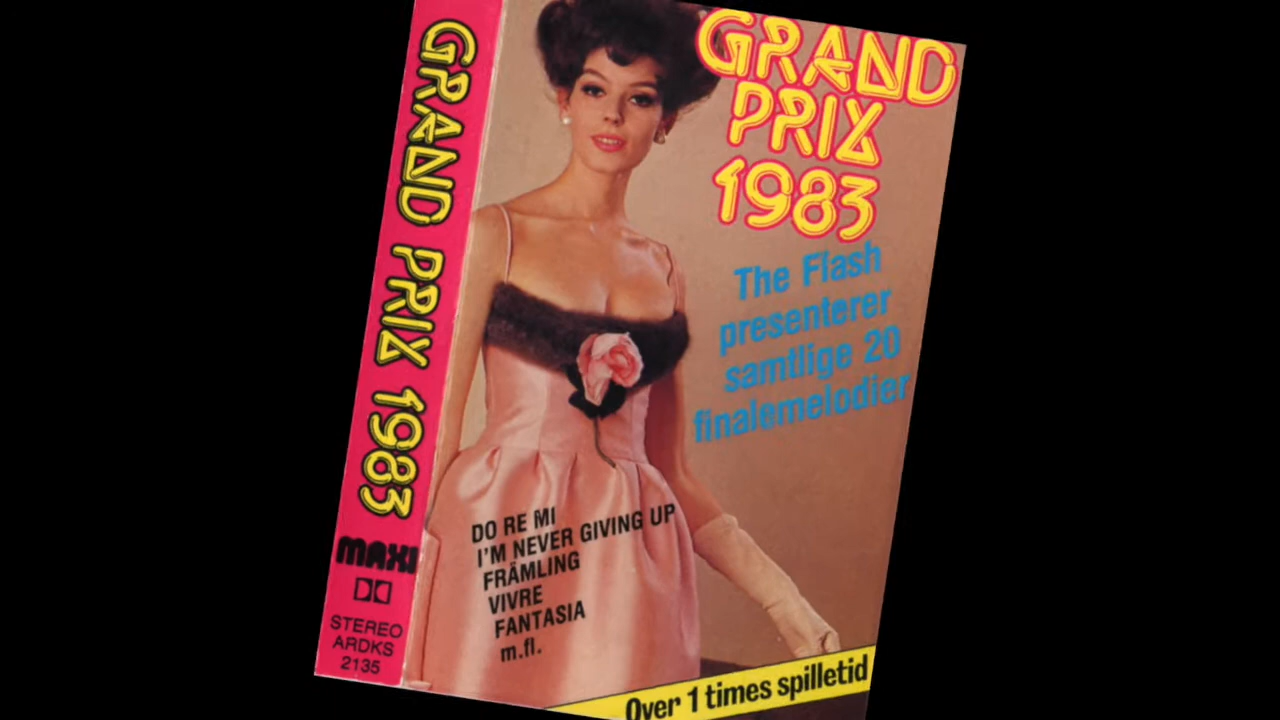 GRAND PRIX 1983
MAXI
STEREO
ARDKS
2135
GRAND
PRIX
1983
The Flash
presenterer
samtlige 20
finalemelodier
DO RE MI
I'M NEVER GIVING UP
FRÄMLING
VIVRE
FANTASIA
m.fl.
Over 1 times spilletid